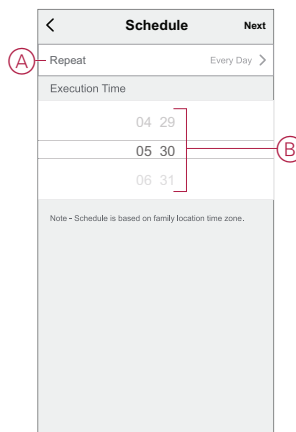 Schedule Next
A Repeat Every Day
Execution Time
04 29
05 30
B
06 31
Note - Schedule is based on family location time zone.